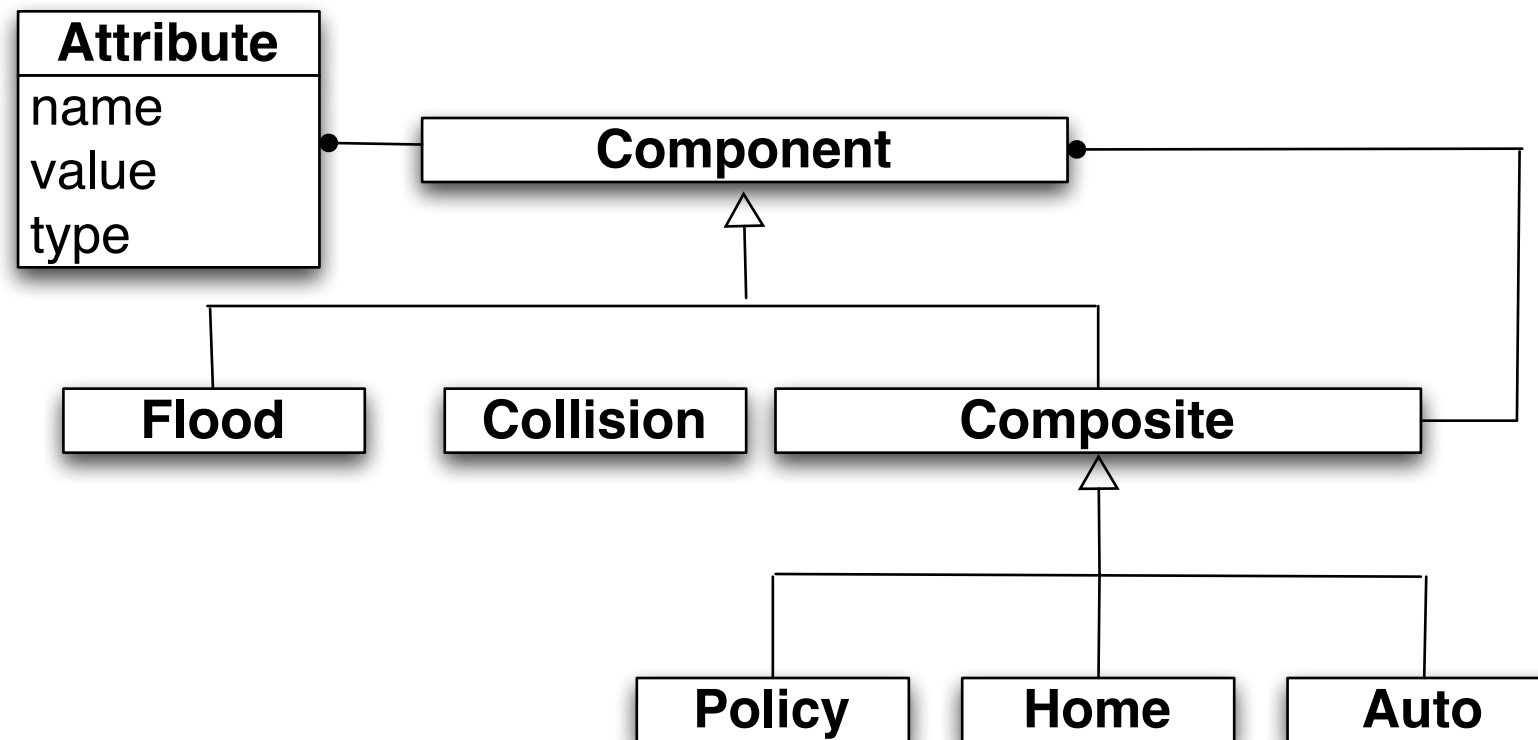 Attribute
name
value
type
Component
Flood
Collision
Composite
Policy
Home
Auto